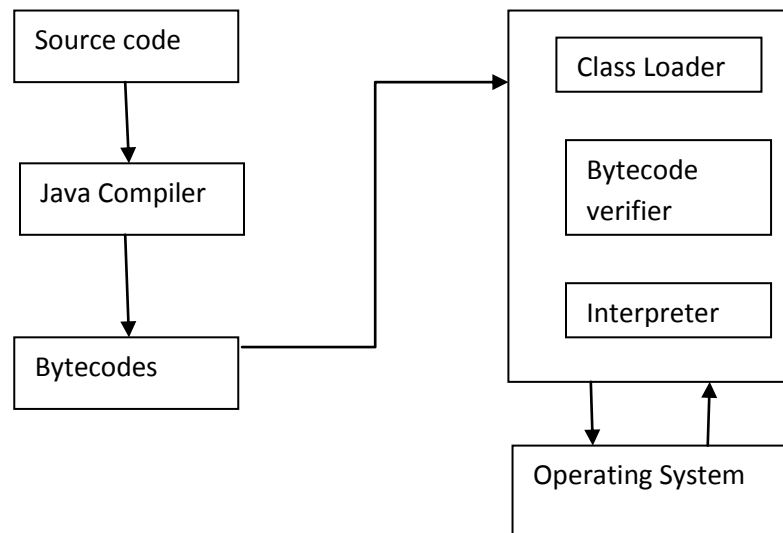 Source code
Java Compiler
Bytecodes
Class Loader
Bytecode
verifier
Interpreter
Operating System